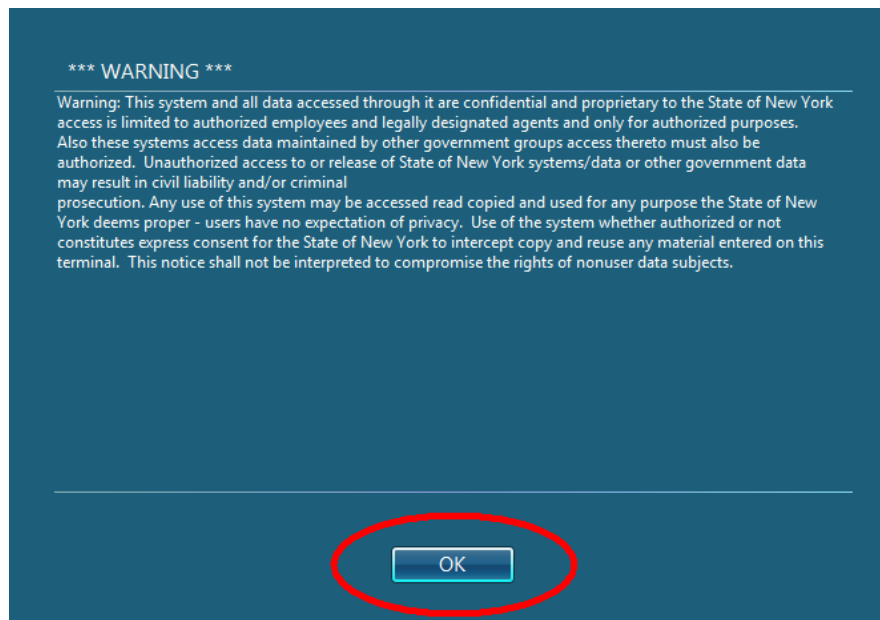 *** WARNING ***
Warning: This system and all data accessed through it are confidential and proprietary to the State of New York
access is limited to authorized employees and legally designated agents and only for authorized purposes.
Also these systems access data maintained by other government groups access thereto must also be
authorized.  Unauthorized access to or release of State of New York systems/data or other government data
may result in civil liability and/or criminal
prosecution. Any use of this system may be accessed read copied and used for any purpose the State of New
York deems proper - users have no expectation of privacy.  Use of the system whether authorized or not
constitutes express consent for the State of New York to intercept copy and reuse any material entered on this
terminal.  This notice shall not be interpreted to compromise the rights of nonuser data subjects.
OK